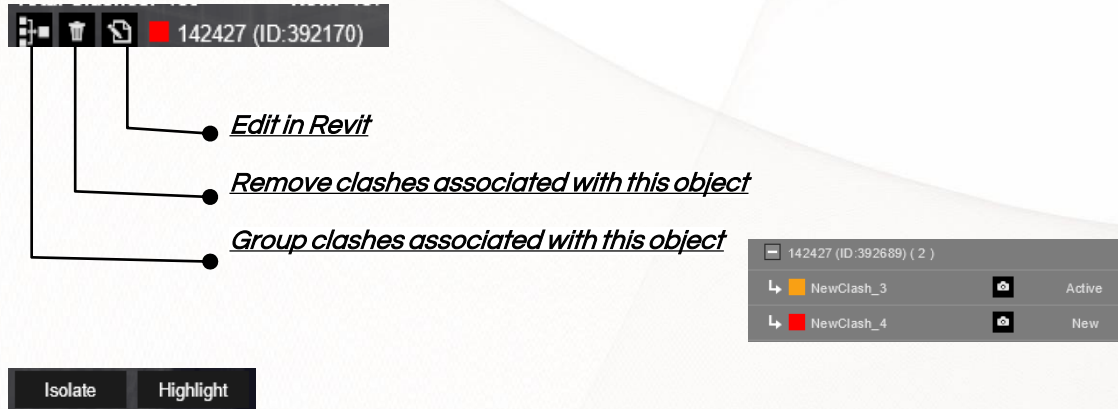 142427 (ID:392170)
Edit in Revit
Remove clashes associated with this object
Group clashes associated with this object
142427 (ID:392689) ( 2 )
NewClash_3 Active
NewClash_4 New
Isolate Highlight